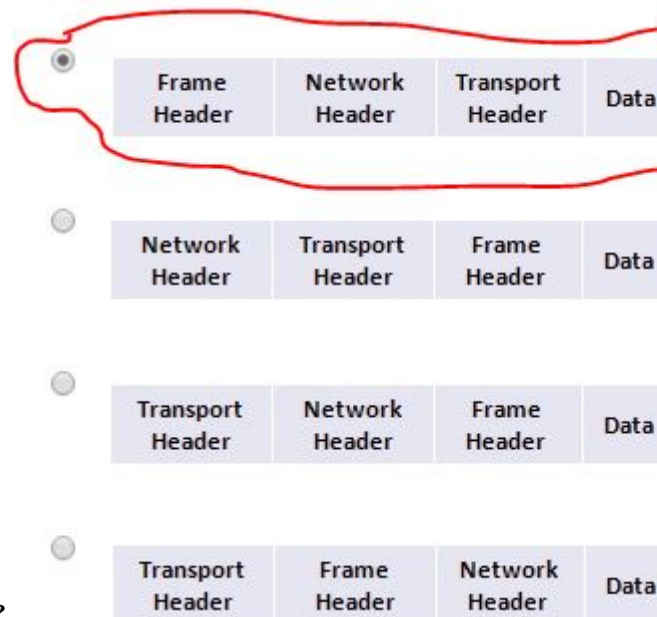 Frame Header Network Header Transport Header Data
Network Header Transport Header Frame Header Data
Transport Header Network Header Frame Header Data
Transport Header Frame Header Network Header Data
?